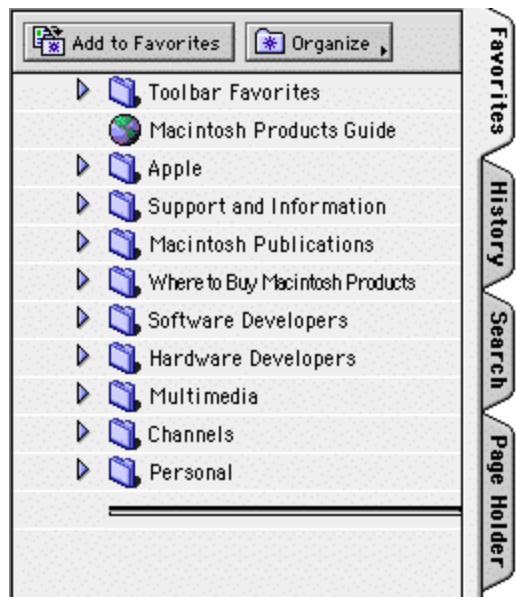 Add to Favorites
Organize
Toolbar Favorites
Macintosh Products Guide
Apple
Support and Information
Macintosh Publications
Where to Buy Macintosh Products
Software Developers
Hardware Developers
Multimedia
Channels
Personal
Favorites
History
Search
Page Holder